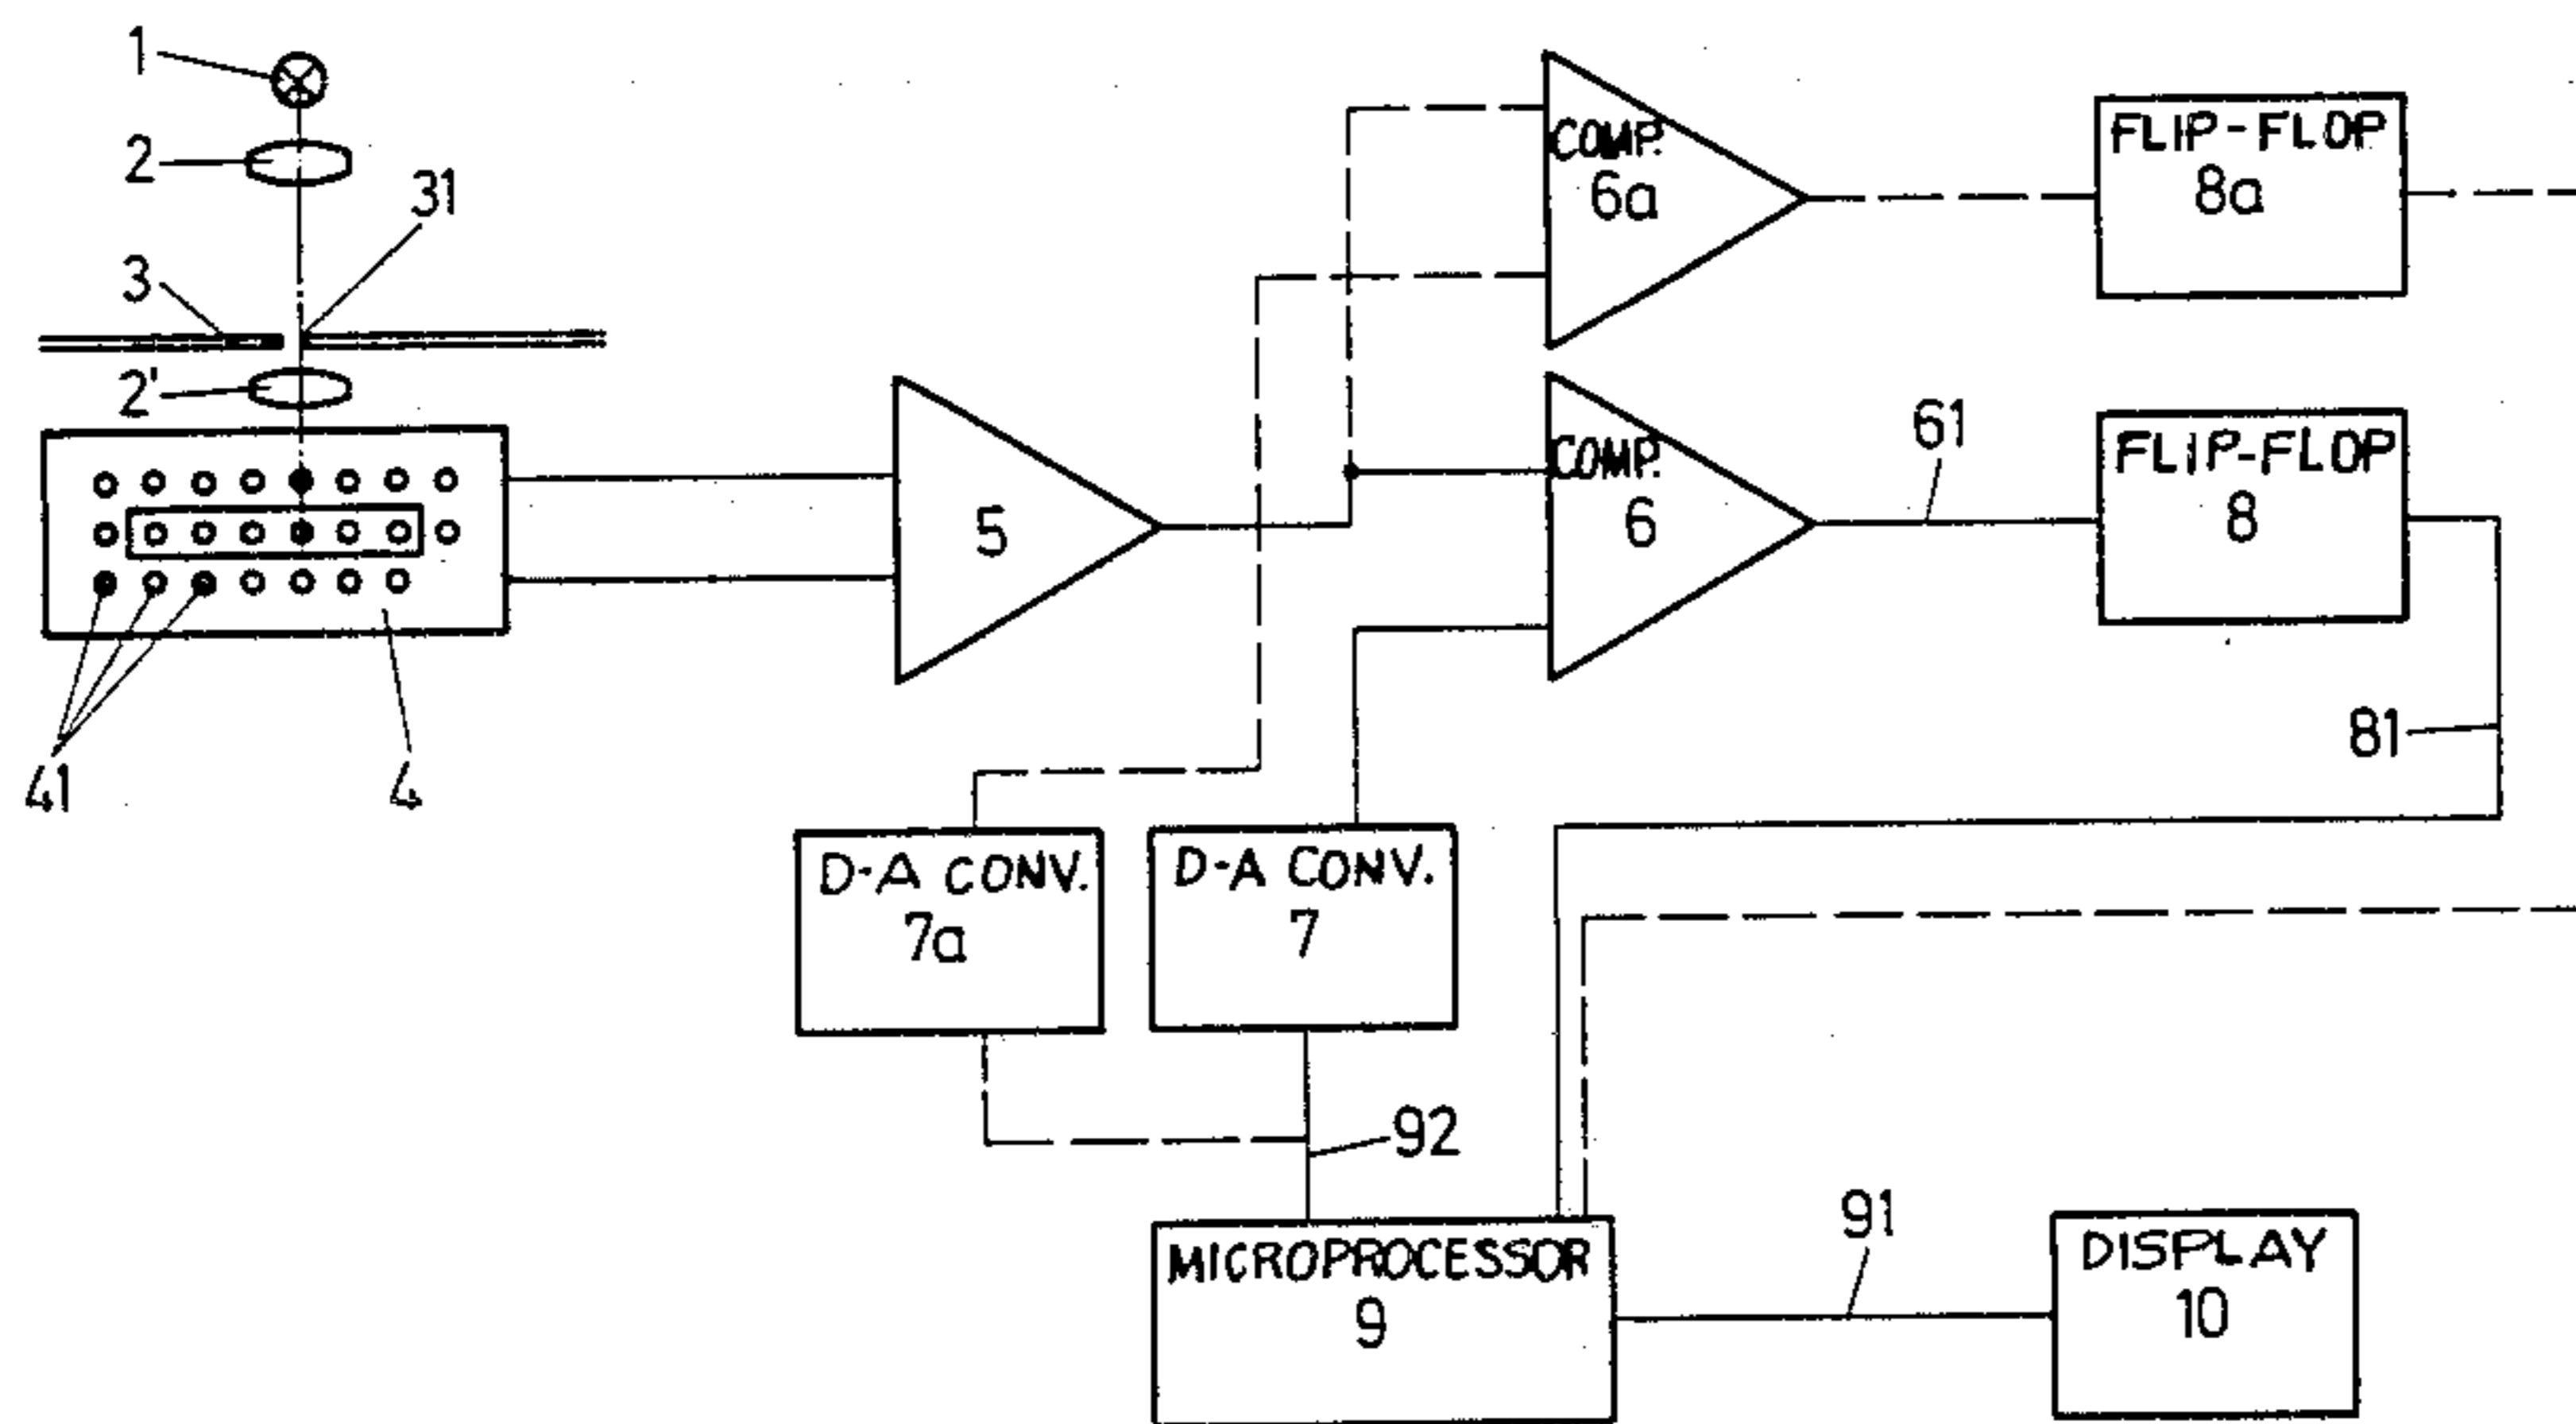 1
2
31
3
2'
41
4
5
COMP.
6a
FLIP-FLOP
8a
COMP.
6
61
FLIP-FLOP
8
81
D-A CONV.
7a
D-A CONV.
7
92
MICROPROCESSOR
9
91
DISPLAY
10